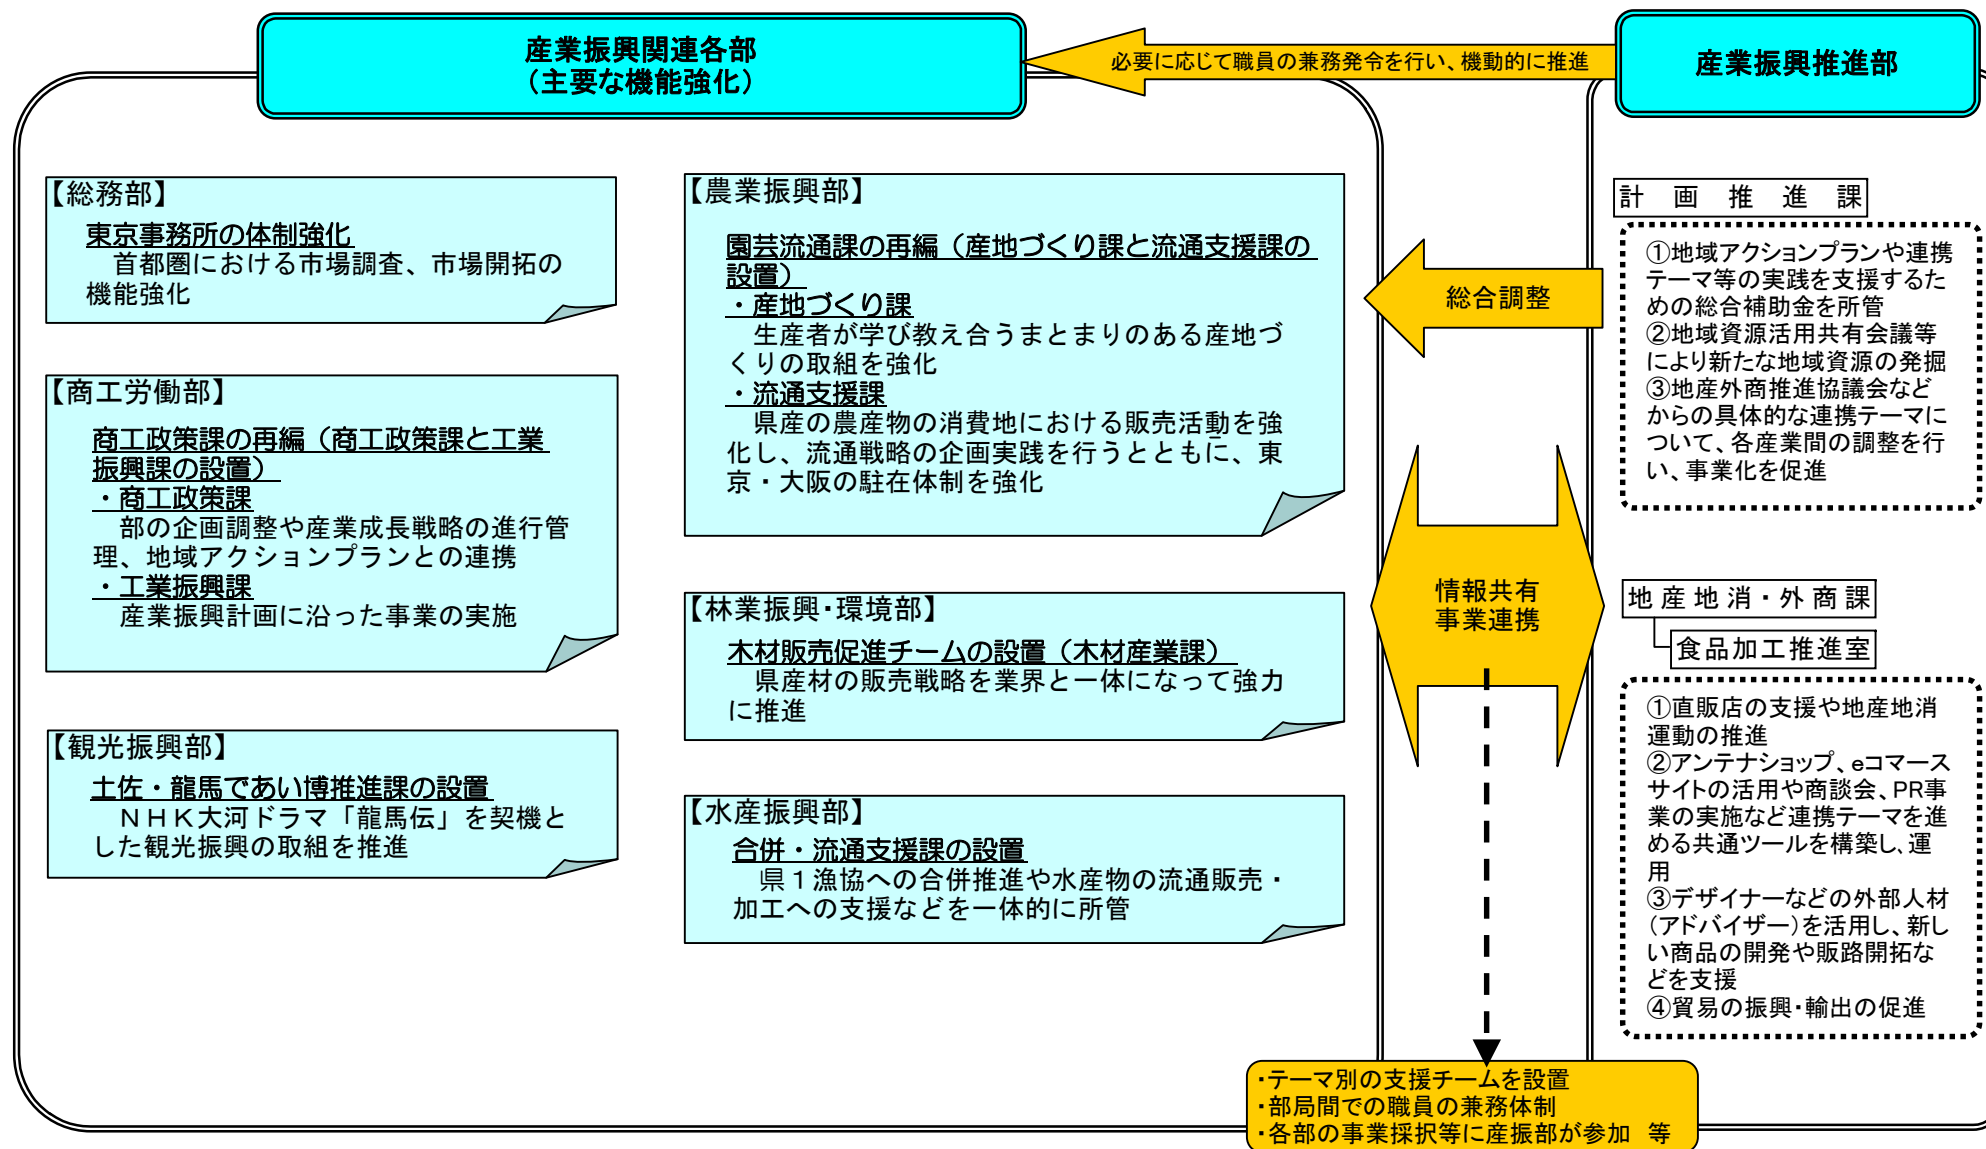 産業振興関連各部
（主要な機能強化）
必要に応じて職員の兼務発令を行い、機動的に推進
産業振興推進部
【総務部】
東京事務所の体制強化
首都圏における市場調査、市場開拓の
機能強化
【商工労働部】
商工政策課の再編（商工政策課と工業
振興課の設置）
・商工政策課
部の企画調整や産業成長戦略の進行管
理、地域アクションプランとの連携
・工業振興課
産業振興計画に沿った事業の実施
【観光振興部】
土佐・龍馬であい博推進課の設置
ＮＨＫ大河ドラマ「龍馬伝」を契機と
した観光振興の取組を推進
【農業振興部】
園芸流通課の再編（産地づくり課と流通支援課の
設置）
・産地づくり課
生産者が学び教え合うまとまりのある産地づ
くりの取組を強化
・流通支援課
県産の農産物の消費地における販売活動を強
化し、流通戦略の企画実践を行うとともに、東
京・大阪の駐在体制を強化
【林業振興・環境部】
木材販売促進チームの設置（木材産業課）
県産材の販売戦略を業界と一体になって強力
に推進
【水産振興部】
合併・流通支援課の設置
県１漁協への合併推進や水産物の流通販売・
加工への支援などを一体的に所管
総合調整
情報共有
事業連携
・テーマ別の支援チームを設置
・部局間での職員の兼務体制
・各部の事業採択等に産振部が参加　等
計画推進課
①地域アクションプランや連携
テーマ等の実践を支援するた
めの総合補助金を所管
②地域資源活用共有会議等
により新たな地域資源の発掘
③地産外商推進協議会など
からの具体的な連携テーマに
ついて、各産業間の調整を行
い、事業化を促進
地産地消・外商課
食品加工推進室
①直販店の支援や地産地消
運動の推進
②アンテナショップ、eコマース
サイトの活用や商談会、PR事
業の実施など連携テーマを進
める共通ツールを構築し、運
用
③デザイナーなどの外部人材
（アドバイザー）を活用し、新し
い商品の開発や販路開拓な
どを支援
④貿易の振興・輸出の促進